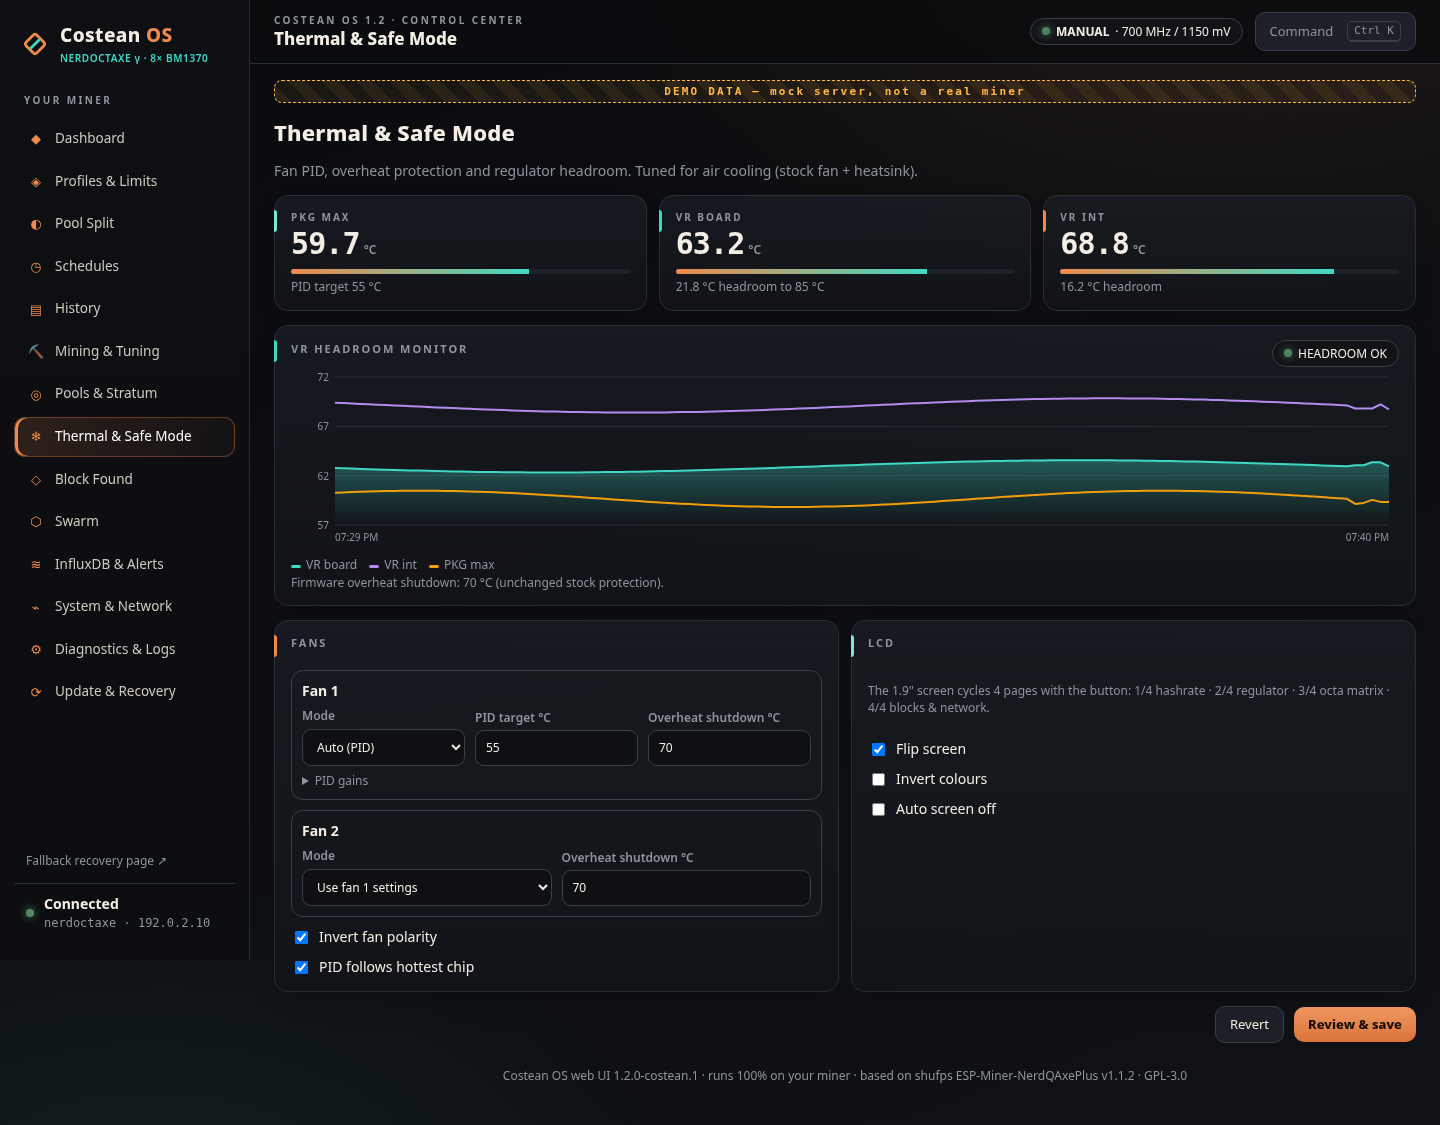 Costean OS
NERDOCTAXE γ · 8× BM1370
YOUR MINER
Dashboard
Profiles & Limits
Pool Split
Schedules
History
Mining & Tuning
Pools & Stratum
Thermal & Safe Mode
Block Found
Swarm
InfluxDB & Alerts
System & Network
Diagnostics & Logs
Update & Recovery
Fallback recovery page ↗
Connected
nerdoctaxe · 192.0.2.10
COSTEAN OS 1.2 · CONTROL CENTER
Thermal & Safe Mode
MANUAL · 700 MHz / 1150 mV
Command Ctrl K
DEMO DATA — mock server, not a real miner
Thermal & Safe Mode
Fan PID, overheat protection and regulator headroom. Tuned for air cooling (stock fan + heatsink).
PKG MAX
59.7 °C
PID target 55 °C
VR BOARD
63.2 °C
21.8 °C headroom to 85 °C
VR INT
68.8 °C
16.2 °C headroom
VR HEADROOM MONITOR
HEADROOM OK
72
67
62
57
07:29 PM 07:40 PM
VR board VR int PKG max
Firmware overheat shutdown: 70 °C (unchanged stock protection).
FANS
Fan 1
Mode PID target °C Overheat shutdown °C
Auto (PID) 55 70
PID gains
Fan 2
Mode Overheat shutdown °C
Use fan 1 settings 70
Invert fan polarity
PID follows hottest chip
LCD
The 1.9" screen cycles 4 pages with the button: 1/4 hashrate · 2/4 regulator · 3/4 octa matrix ·
4/4 blocks & network.
Flip screen
Invert colours
Auto screen off
Revert Review & save
Costean OS web UI 1.2.0-costean.1 · runs 100% on your miner · based on shufps ESP-Miner-NerdQAxePlus v1.1.2 · GPL-3.0